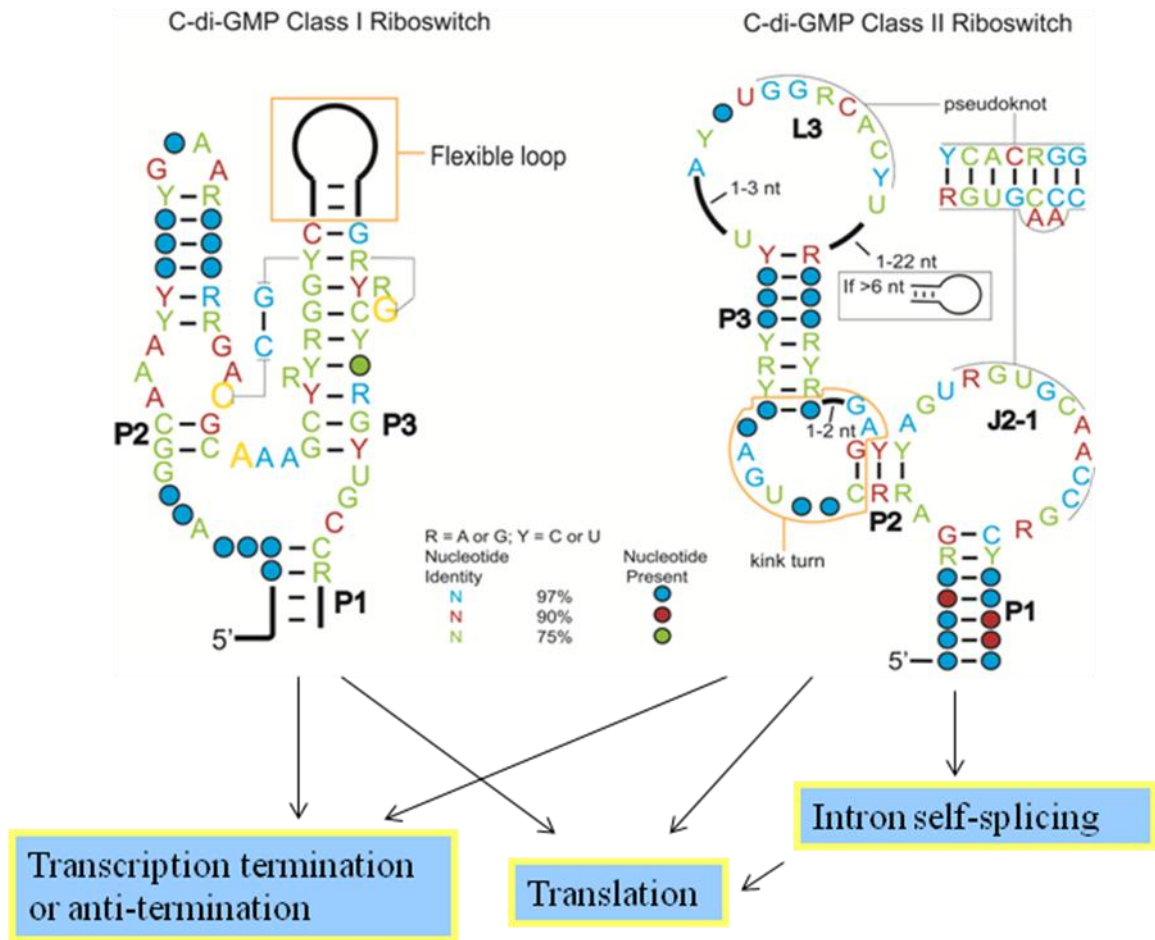 C-di-GMP Class I Riboswitch
C-di-GMP Class II Riboswitch
Flexible loop
P2
P3
P1
5'
G A
G A
C G
Y R
G G
G Y R
R C G
Y Y
R Y
Y R
C G
G Y
A A A G
U
G
C
C
R
R = A or G; Y = C or U
Nucleotide Identity
Nucleotide Present
N 97%
N 90%
N 75%
L3
U G G R C A C Y U
Y
A
U
1-3 nt
1-22 nt
If >6 nt
pseudoknot
Y C A C R G G
R G U G C C C
A A
P3
Y R
Y R
R Y
Y R
1-2 nt
G A
A G U
G Y
C R
kink turn
P2
J2-1
A G U R G U G C A A C C G R
Y
R A
G C
R Y
P1
5'
Transcription termination
or anti-termination
Translation
Intron self-splicing